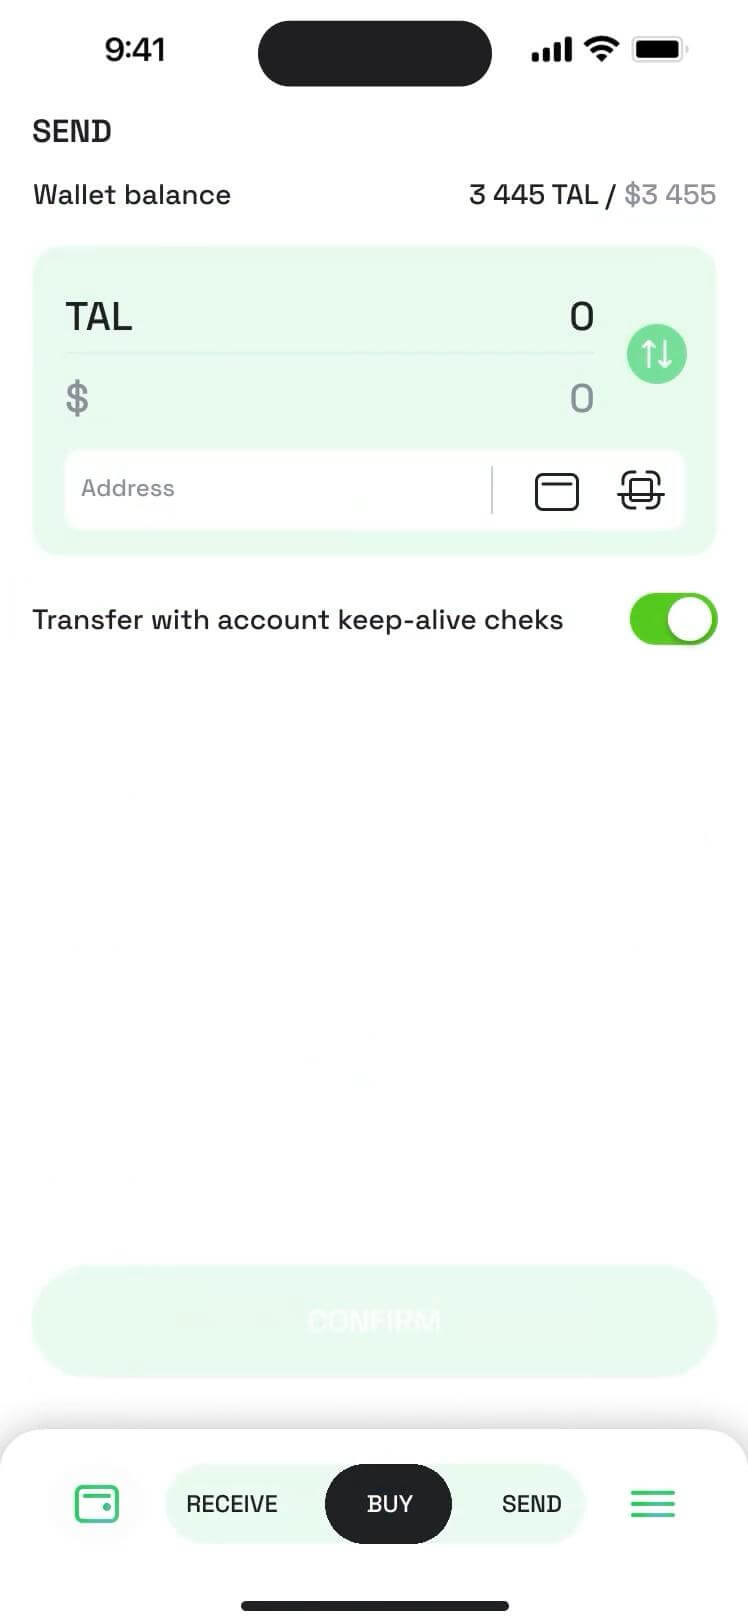 9:41
SEND
Wallet balance 3 445 TAL / $3 455
TAL 0
$ 0
Address
Transfer with account keep-alive cheks
CONFIRM
RECEIVE BUY SEND